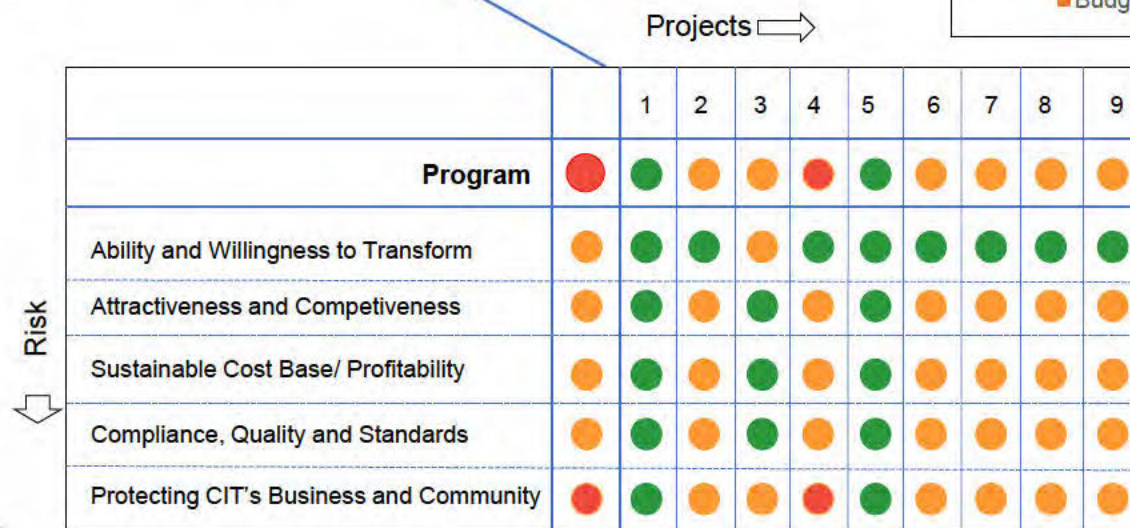 Projects
1 2 3 4 5 6 7 8 9
Program
Ability and Willingness to Transform
Attractiveness and Competiveness
Risk
Sustainable Cost Base/ Profitability
Compliance, Quality and Standards
Protecting CIT's Business and Community